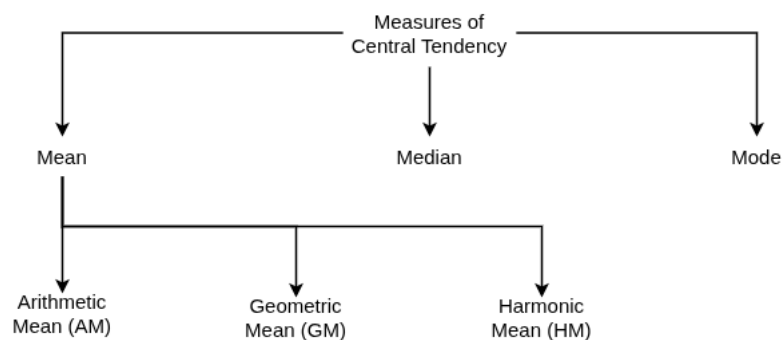 Measures of
Central Tendency
Mean
Median
Mode
Arithmetic
Mean (AM)
Geometric
Mean (GM)
Harmonic
Mean (HM)